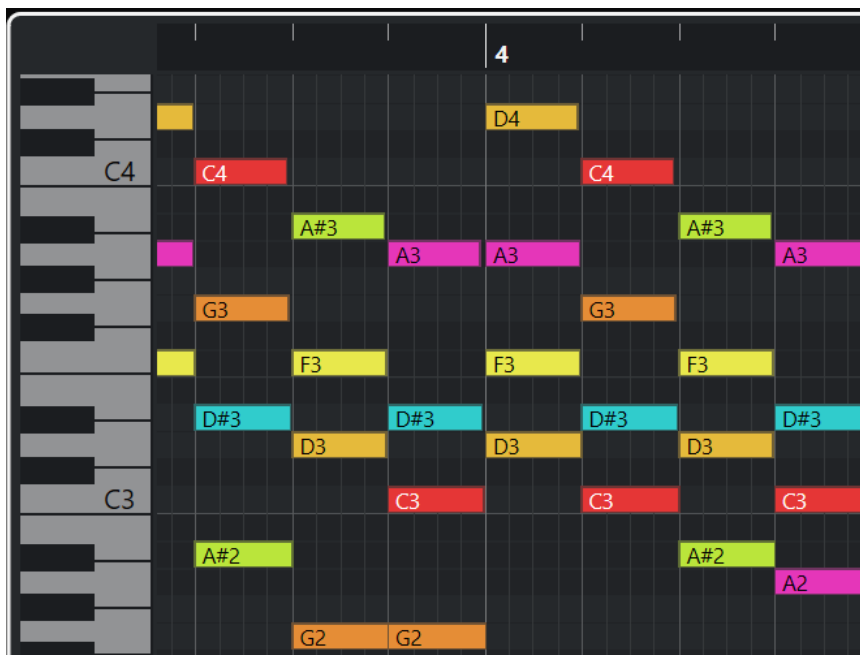 4
D4
C4 C4 C4
A#3 A#3
A3 A3 A3
G3 G3
F3 F3 F3
D#3 D#3 D#3 D#3
D3 D3 D3
C3 C3 C3 C3
A#2 A#2
A2
G2 G2